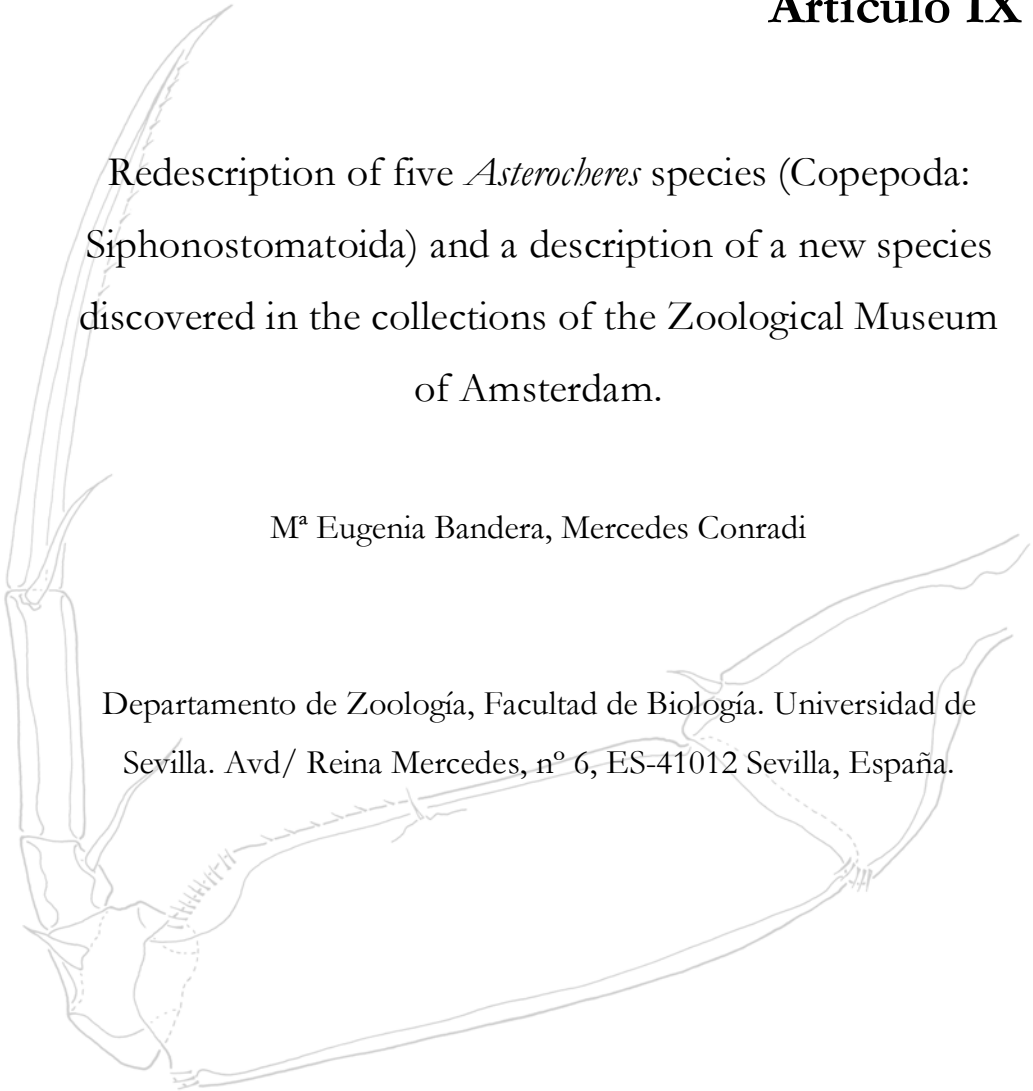 Artículo IX
Redescription of five Asterocheres species (Copepoda:
Siphonostomatoida) and a description of a new species
discovered in the collections of the Zoological Museum
of Amsterdam.
Mª Eugenia Bandera, Mercedes Conradi
Departamento de Zoología, Facultad de Biología. Universidad de
Sevilla. Avd/ Reina Mercedes, nº 6, ES-41012 Sevilla, España.